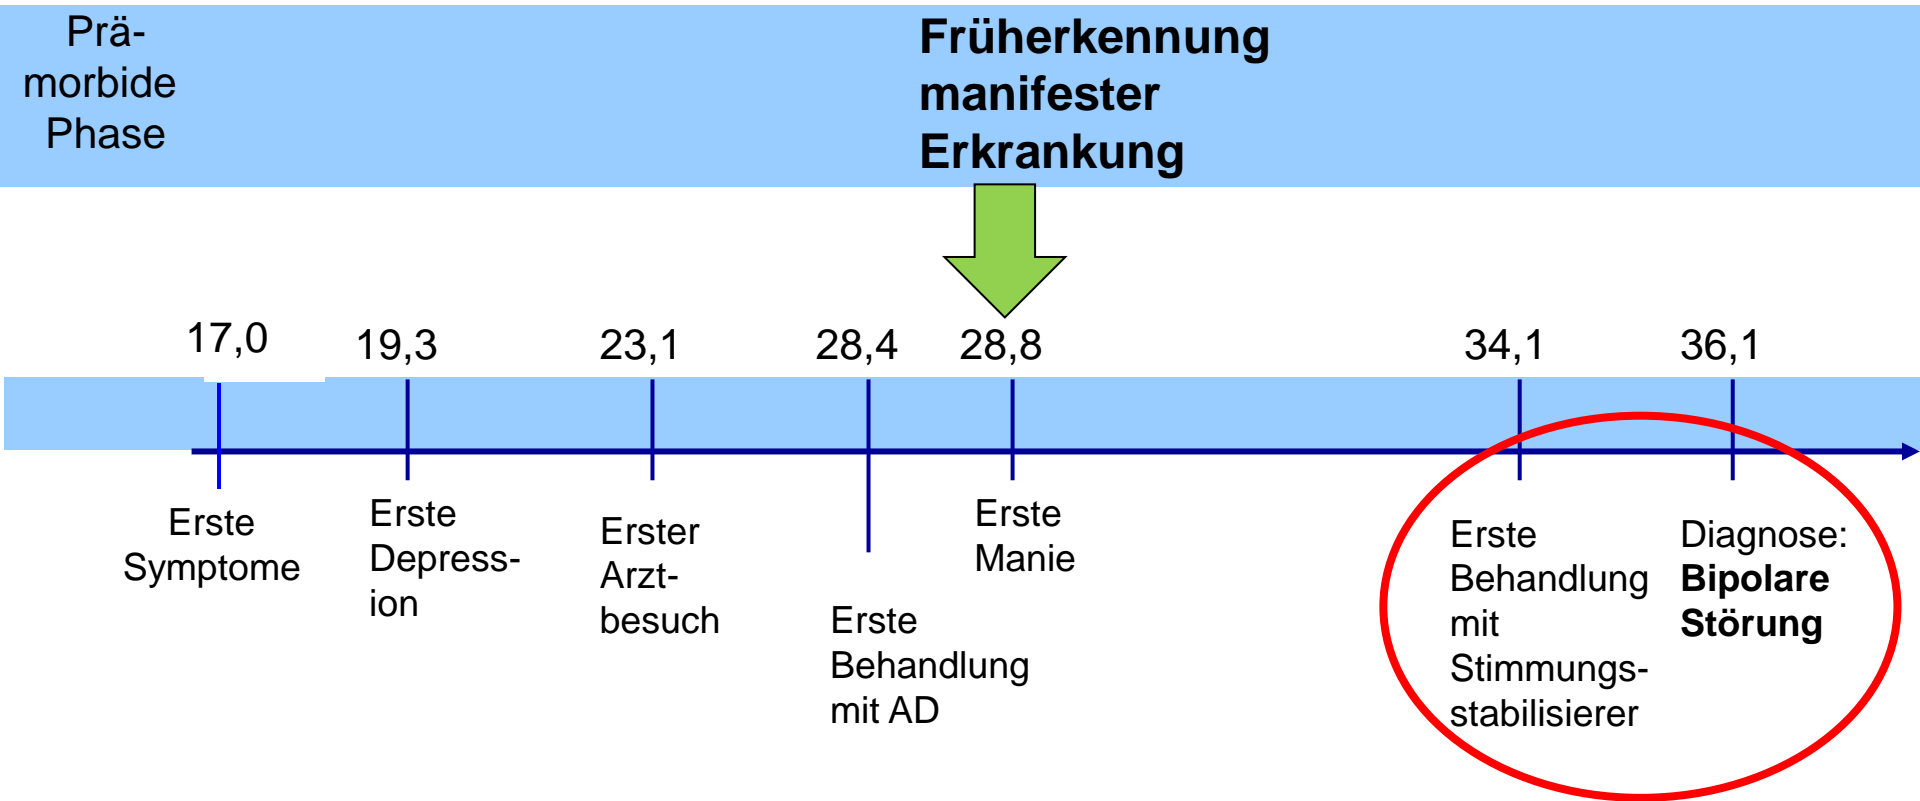 Prä-
morbide
Phase
Früherkennung
manifester
Erkrankung
17,0
19,3
23,1
28,4
28,8
34,1
36,1
Erste
Symptome
Erste
Depress-
ion
Erster
Arzt-
besuch
Erste
Behandlung
mit AD
Erste
Manie
Erste
Behandlung
mit
Stimmungs-
stabilisierer
Diagnose:
Bipolare
Störung